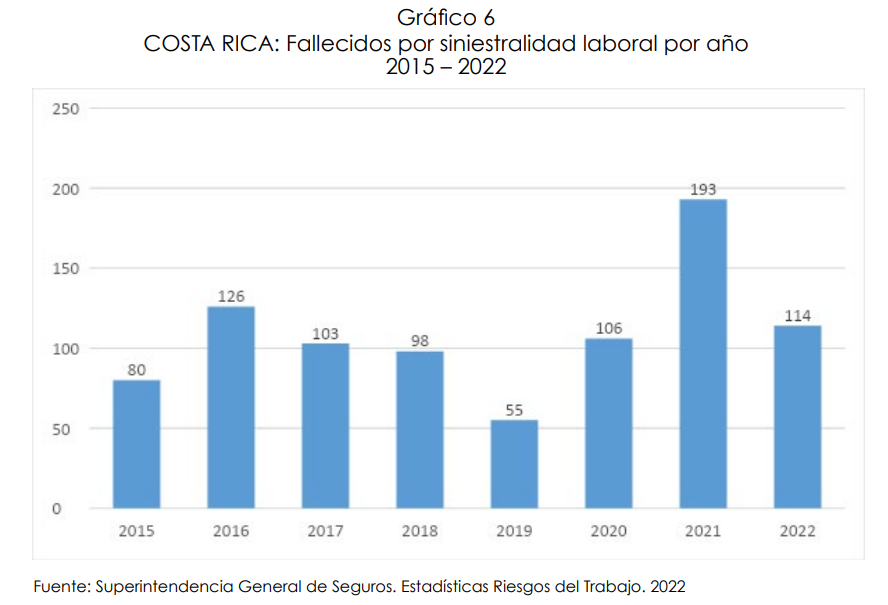 Gráfico 6
COSTA RICA: Fallecidos por siniestralidad laboral por año
2015 – 2022
250
200
150
100
50
0
80
126
103
98
55
106
193
114
2015 2016 2017 2018 2019 2020 2021 2022
Fuente: Superintendencia General de Seguros. Estadísticas Riesgos del Trabajo. 2022